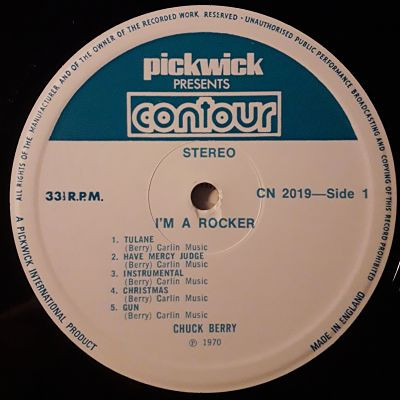 ALL RIGHTS OF THE MANUFACTURER AND OF THE OWNER OF THE RECORDED WORK RESERVED - UNAUTHORISED PUBLIC PERFORMANCE BROADCASTING AND COPYING OF THIS RECORD PROHIBITED
pickwick
PRESENTS
contour
STEREO
33⅓ R.P.M.
CN 2019—Side 1
I'M A ROCKER
1. TULANE
(Berry) Carlin Music
2. HAVE MERCY JUDGE
(Berry) Carlin Music
3. INSTRUMENTAL
(Berry) Carlin Music
4. CHRISTMAS
(Berry) Carlin Music
5. GUN
(Berry) Carlin Music
CHUCK BERRY
℗ 1970
A PICKWICK INTERNATIONAL PRODUCT
MADE IN ENGLAND